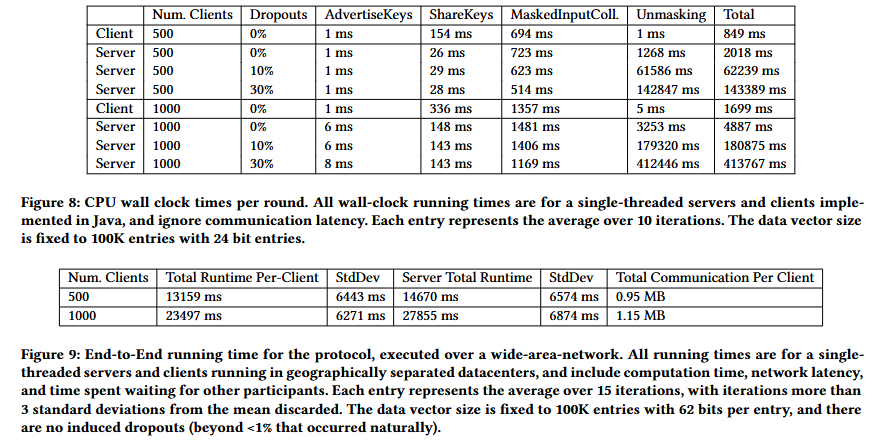 Num. Clients Dropouts AdvertiseKeys ShareKeys MaskedInputColl. Unmasking Total
Client 500 0% 1 ms 154 ms 694 ms 1 ms 849 ms
Server 500 0% 1 ms 26 ms 723 ms 1268 ms 2018 ms
Server 500 10% 1 ms 29 ms 623 ms 61586 ms 62239 ms
Server 500 30% 1 ms 28 ms 514 ms 142847 ms 143389 ms
Client 1000 0% 1 ms 336 ms 1357 ms 5 ms 1699 ms
Server 1000 0% 6 ms 148 ms 1481 ms 3253 ms 4887 ms
Server 1000 10% 6 ms 143 ms 1406 ms 179320 ms 180875 ms
Server 1000 30% 8 ms 143 ms 1169 ms 412446 ms 413767 ms
Figure 8: CPU wall clock times per round. All wall-clock running times are for a single-threaded servers and clients imple-
mented in Java, and ignore communication latency. Each entry represents the average over 10 iterations. The data vector size
is fixed to 100K entries with 24 bit entries.
Num. Clients Total Runtime Per-Client StdDev Server Total Runtime StdDev Total Communication Per Client
500 13159 ms 6443 ms 14670 ms 6574 ms 0.95 MB
1000 23497 ms 6271 ms 27855 ms 6874 ms 1.15 MB
Figure 9: End-to-End running time for the protocol, executed over a wide-area-network. All running times are for a single-
threaded servers and clients running in geographically separated datacenters, and include computation time, network latency,
and time spent waiting for other participants. Each entry represents the average over 15 iterations, with iterations more than
3 standard deviations from the mean discarded. The data vector size is fixed to 100K entries with 62 bits per entry, and there
are no induced dropouts (beyond <1% that occurred naturally).